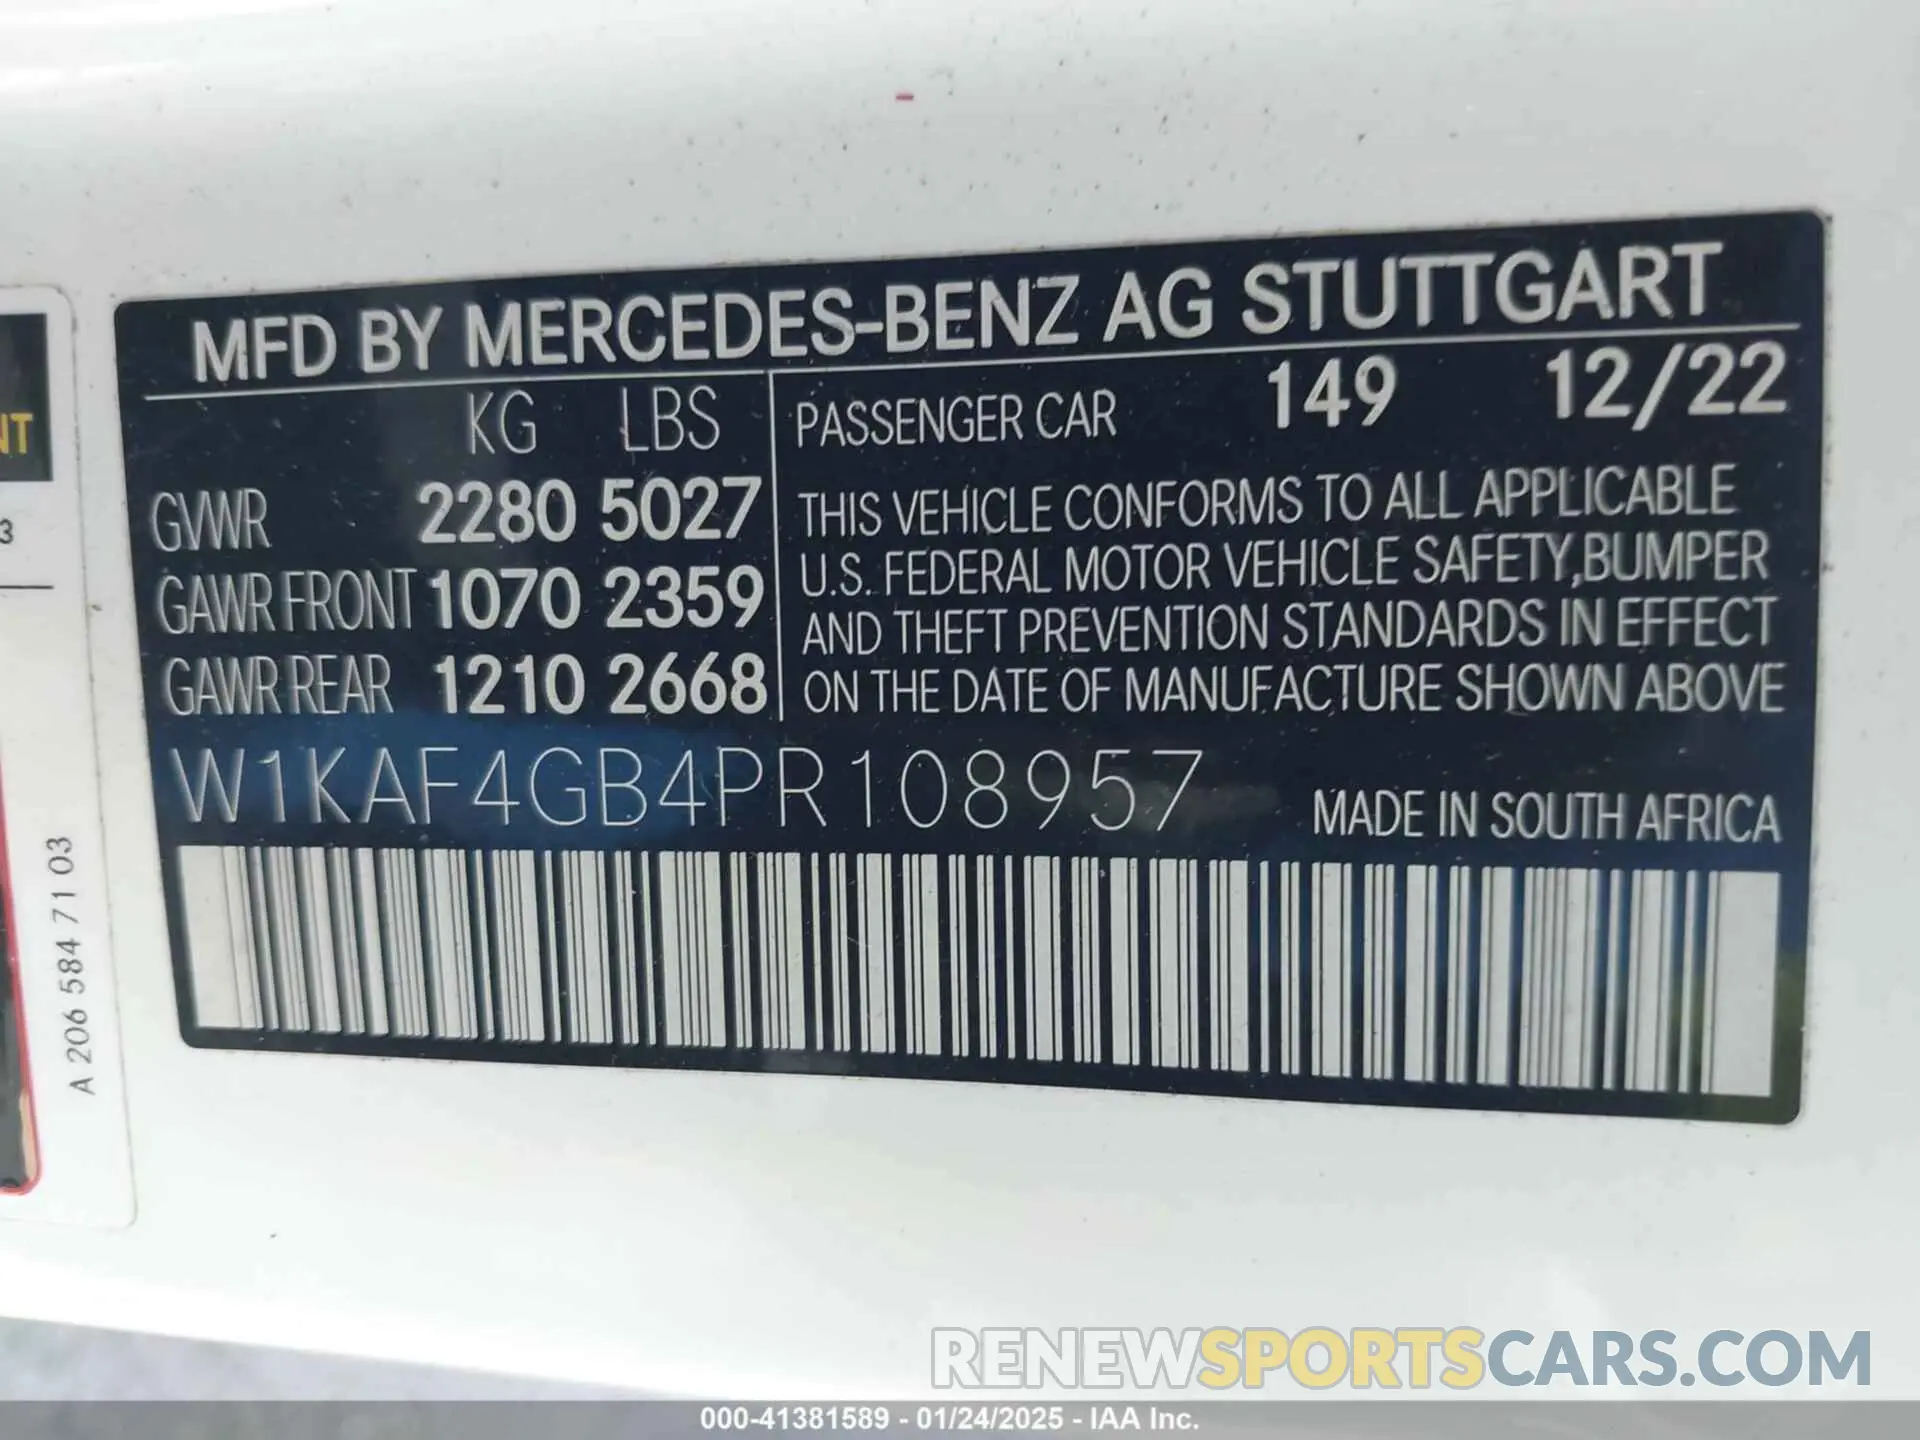 MFD BY MERCEDES-BENZ AG STUTTGART
KG LBS
GVWR 2280 5027
GAWR FRONT 1070 2359
GAWR REAR 1210 2668
PASSENGER CAR 149 12/22
THIS VEHICLE CONFORMS TO ALL APPLICABLE
U.S. FEDERAL MOTOR VEHICLE SAFETY,BUMPER
AND THEFT PREVENTION STANDARDS IN EFFECT
ON THE DATE OF MANUFACTURE SHOWN ABOVE
W1KAF4GB4PR108957
MADE IN SOUTH AFRICA
NT
3
A 206 584 71 03
RENEWSPORTSCARS.COM
000-41381589 - 01/24/2025 - IAA Inc.